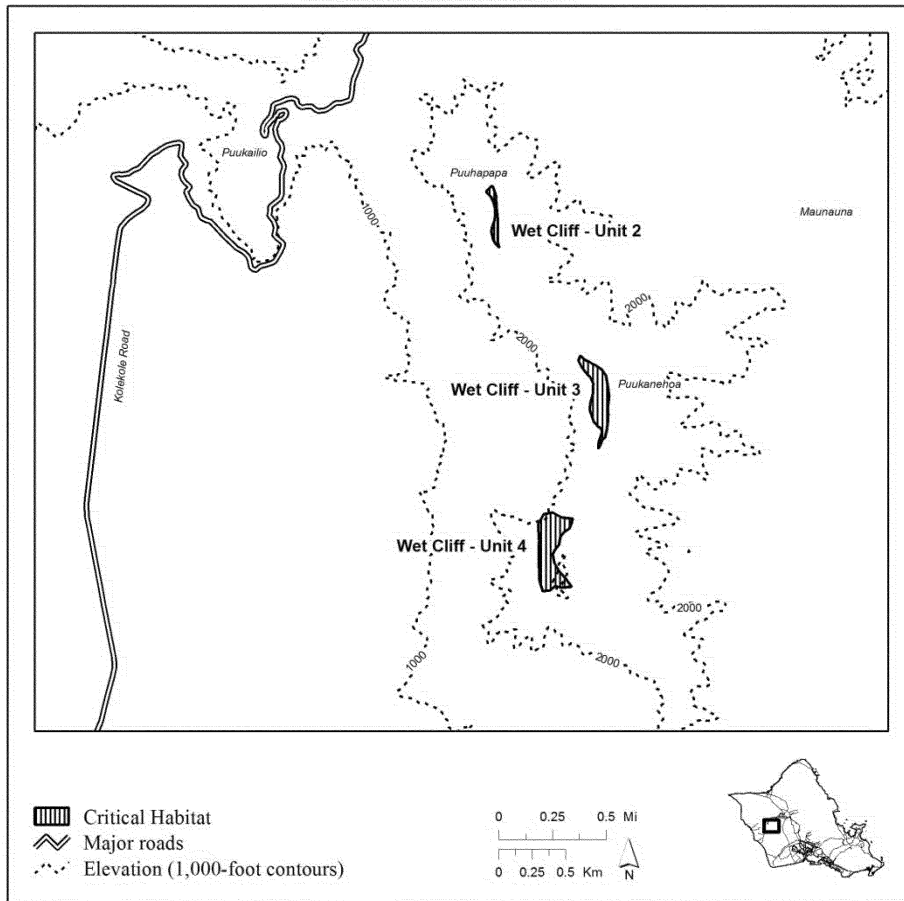 Puukailio
Puuhapapa
Maunauna
1000
Wet Cliff - Unit 2
2000
2000
Kolekole Road
Wet Cliff - Unit 3
Puukanehoa
Wet Cliff - Unit 4
2000
1000
2000
Critical Habitat
Major roads
Elevation (1,000-foot contours)
0 0.25 0.5 Mi
0 0.25 0.5 Km
N